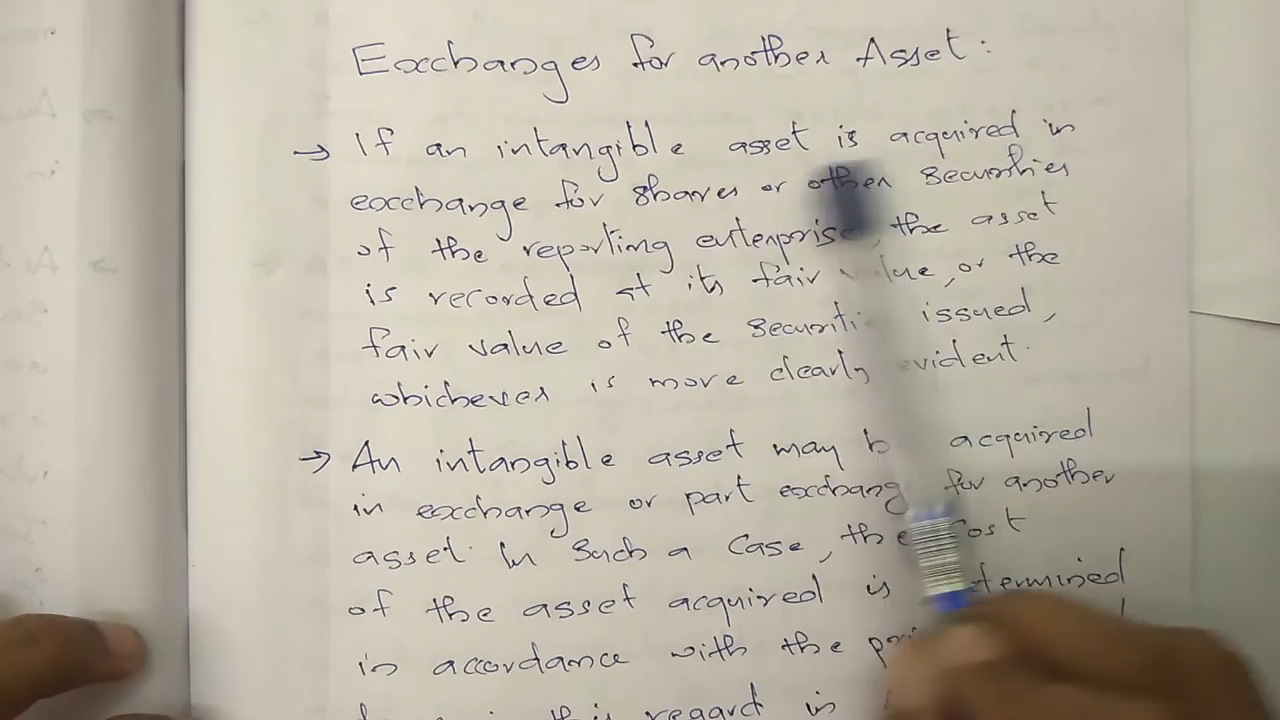 Exchanges for another Asset:
→ If an intangible asset is acquired in
exchange for shares or other securities
of the reporting enterprise, the asset
is recorded at its fair value, or the
fair value of the securities issued,
whichever is more clearly evident.
→ An intangible asset may be acquired
in exchange or part exchange for another
asset. In such a case, the cost
of the asset acquired is determined
in accordance with the
this regard in